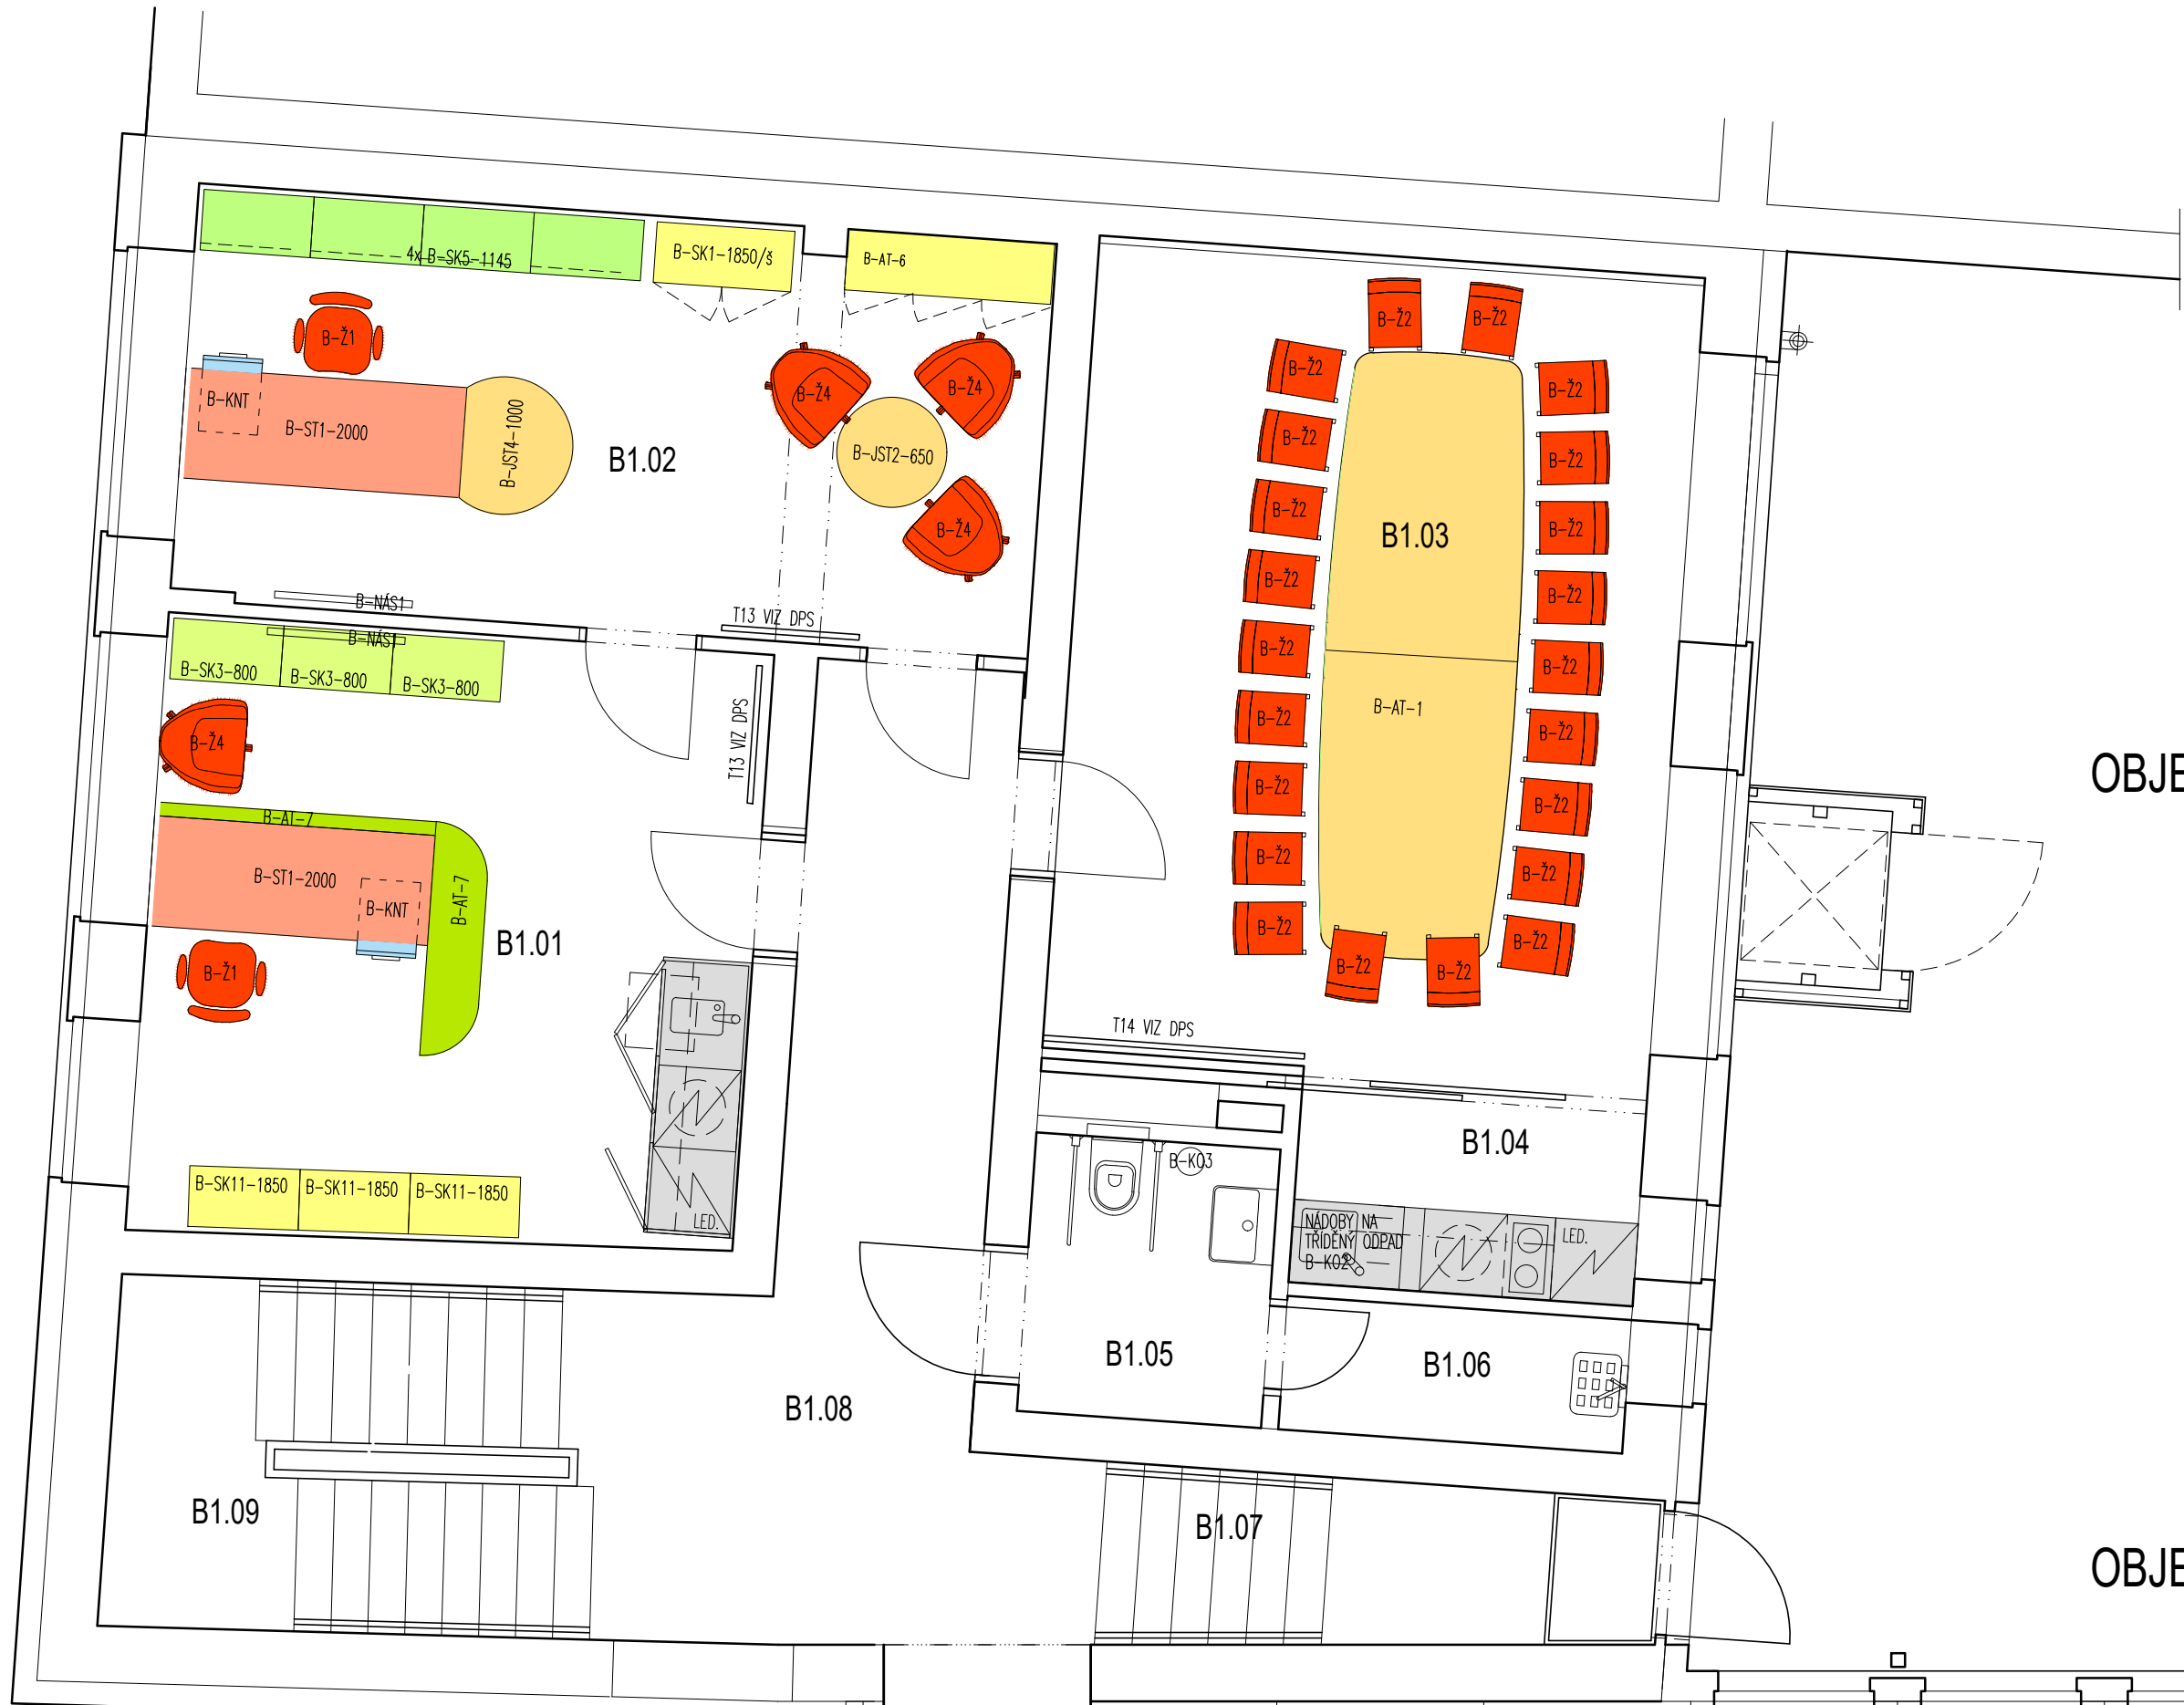 4x B-SK5-1145
B-SK1-1850/š
B-AT-6
B-Ž1
B-KNT
B-ST1-2000
B-JST4-1000
B1.02
B-Ž4
B-Ž4
B-JST2-650
B-Ž4
B-NÁS1
T13 VIZ DPS
B-NÁS1
B-SK3-800
B-SK3-800
B-SK3-800
T13 VIZ DPS
B-Ž4
B-AT-7
B-ST1-2000
B-KNT
B-AT-7
B1.01
B-Ž1
B-SK11-1850
B-SK11-1850
B-SK11-1850
LED.
B-Ž2
B-Ž2
B-Ž2
B-Ž2
B-Ž2
B-Ž2
B-Ž2
B-Ž2
B-Ž2
B-Ž2
B-Ž2
B1.03
B-AT-1
B-Ž2
B-Ž2
B-Ž2
B-Ž2
B-Ž2
B-Ž2
B-Ž2
B-Ž2
B-Ž2
B-Ž2
B-Ž2
T14 VIZ DPS
OBJE
B1.04
B-KO3
NÁDOBY NA
TŘÍDĚNÝ ODPAD
B-KO2
LED.
B1.05
B1.06
B1.08
B1.09
B1.07
OBJE